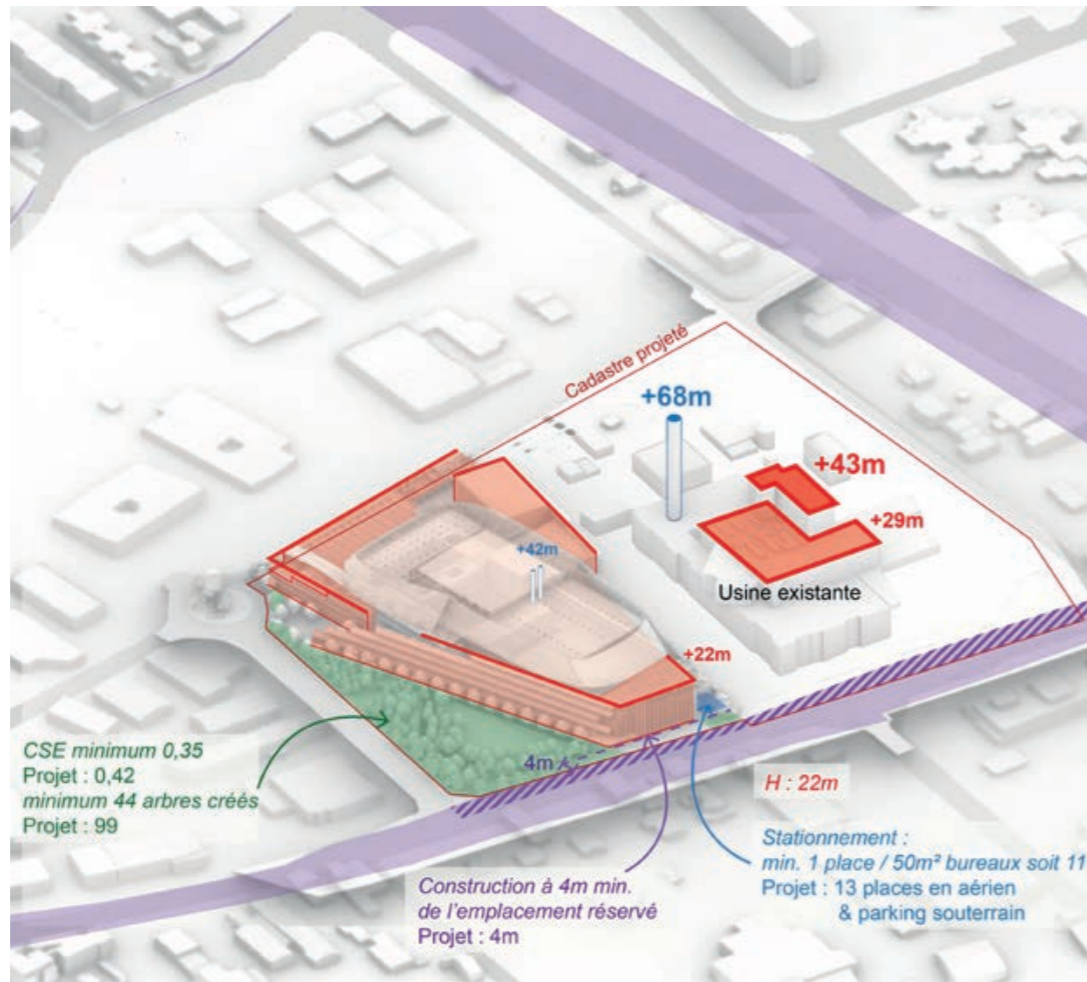 Cadastre projeté
+68m
+43m
+29m
+42m
Usine existante
+22m
4m
CSE minimum 0,35
Projet : 0,42
minimum 44 arbres créés
Projet : 99
H : 22m
Stationnement :
min. 1 place / 50m² bureaux soit 11
Projet : 13 places en aérien
& parking souterrain
Construction à 4m min.
de l'emplacement réservé
Projet : 4m